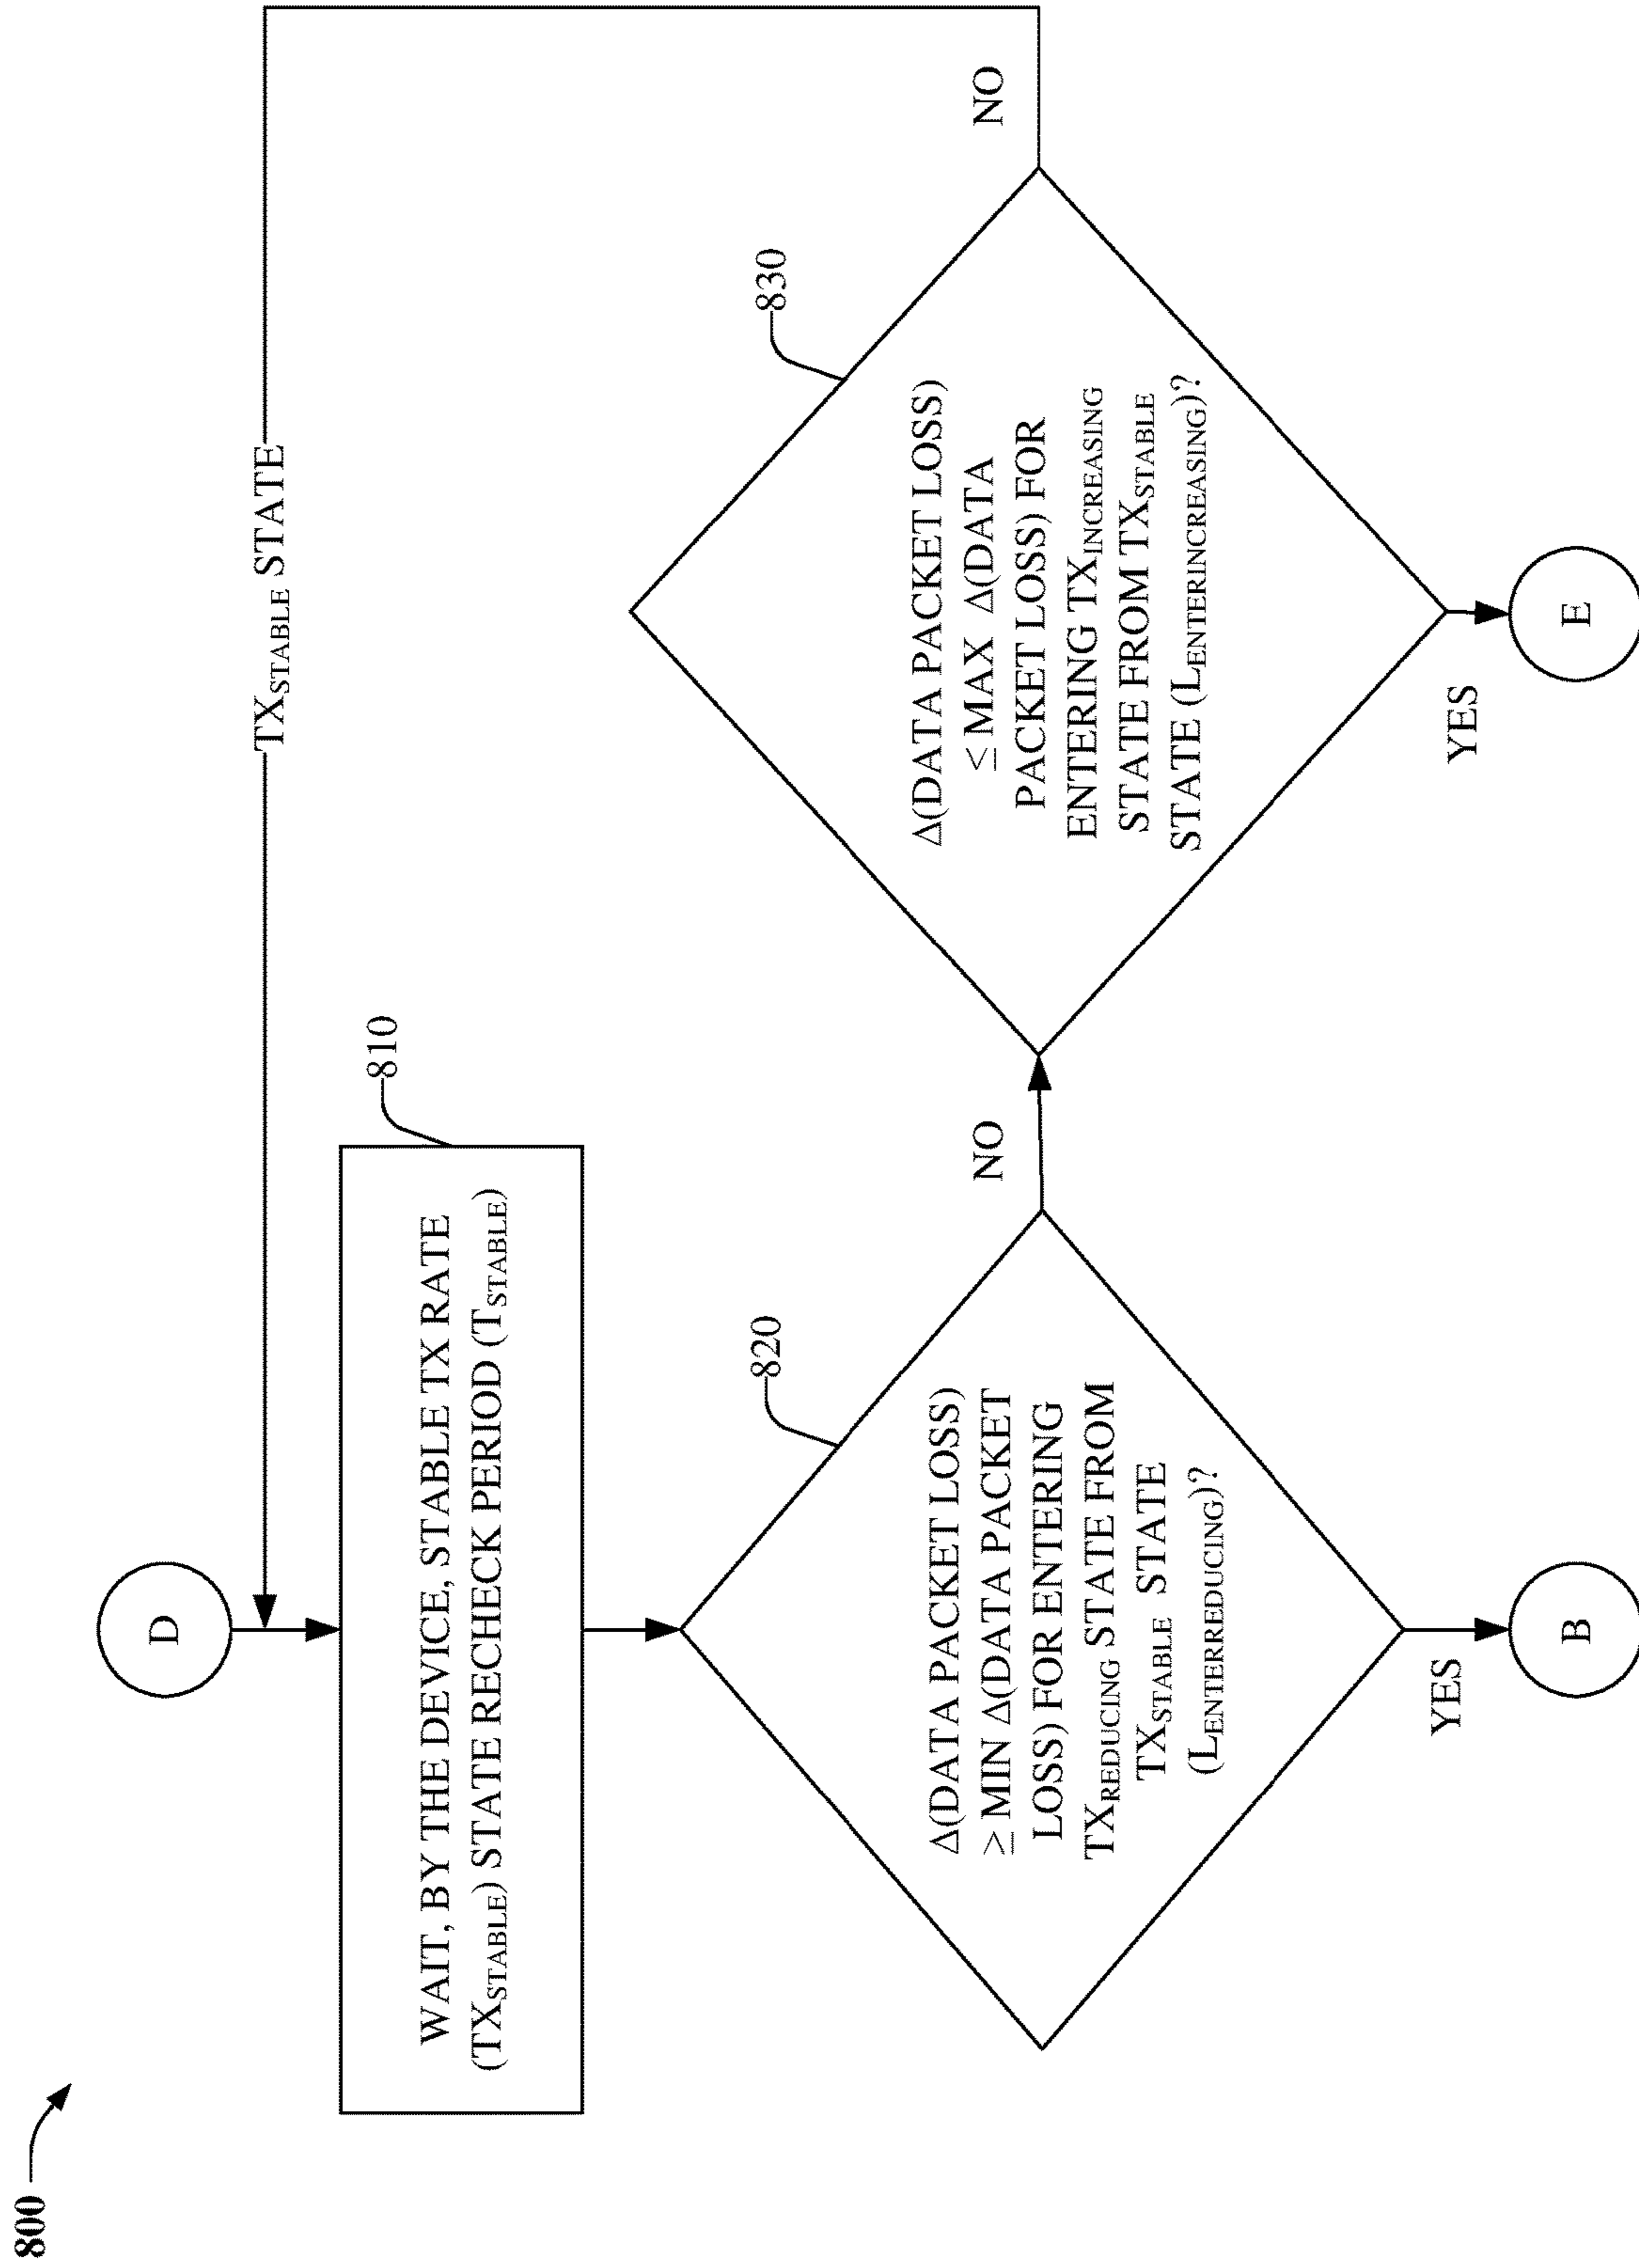 800
D
TXSTABLE STATE
810
WAIT, BY THE DEVICE, STABLE TX RATE
(TXSTABLE) STATE RECHECK PERIOD (TSTABLE)
820
Δ(DATA PACKET LOSS)
≥ MIN Δ(DATA PACKET
LOSS) FOR ENTERING
TXREDUCING STATE FROM
TXSTABLE STATE
(LENTERREDUCING)?
NO
YES
B
830
Δ(DATA PACKET LOSS)
≤ MAX Δ(DATA
PACKET LOSS) FOR
ENTERING TXINCREASING
STATE FROM TXSTABLE
STATE (LENTERINCREASING)?
NO
YES
E